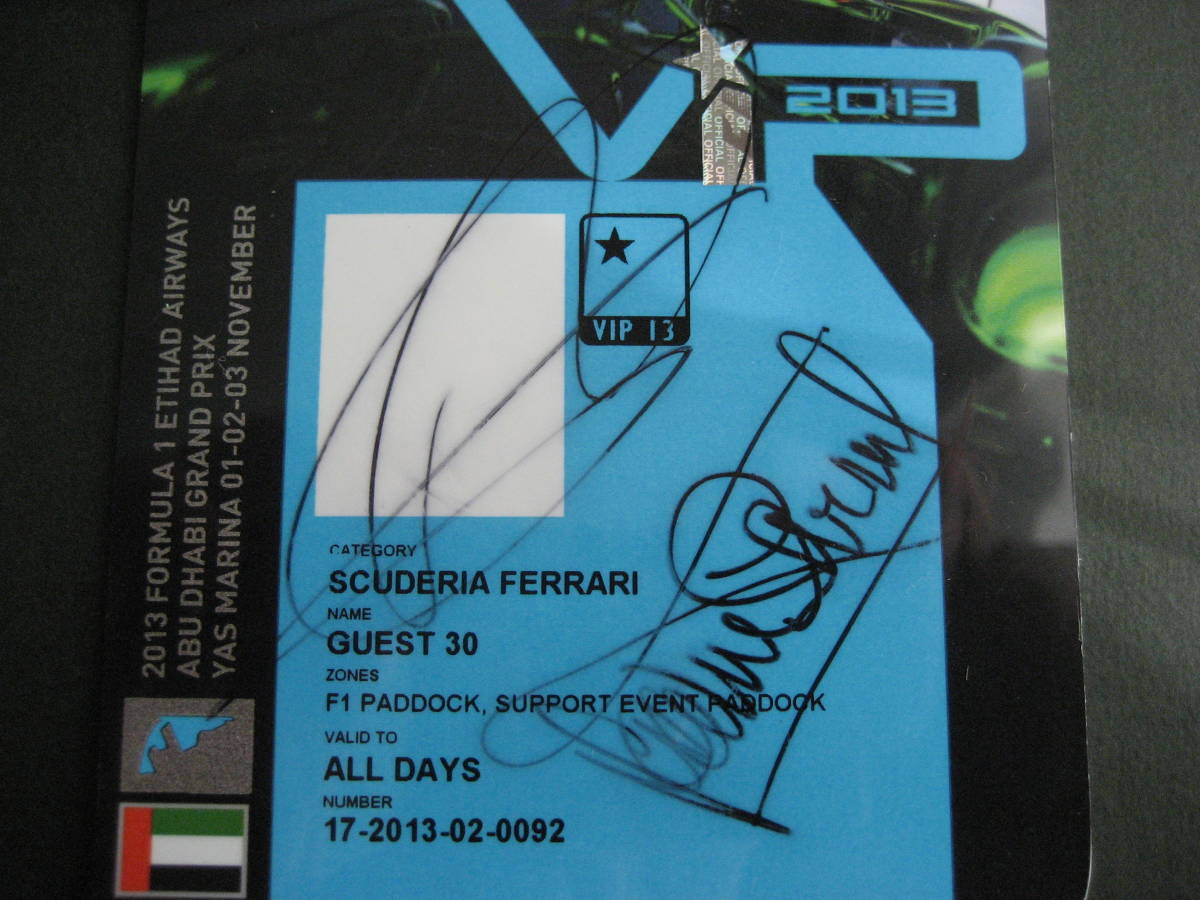 VIP
2013
VIP 13
2013 FORMULA 1 ETIHAD AIRWAYS
ABU DHABI GRAND PRIX
YAS MARINA 01-02-03 NOVEMBER
CATEGORY
SCUDERIA FERRARI
NAME
GUEST 30
ZONES
F1 PADDOCK, SUPPORT EVENT PADDOCK
VALID TO
ALL DAYS
NUMBER
17-2013-02-0092